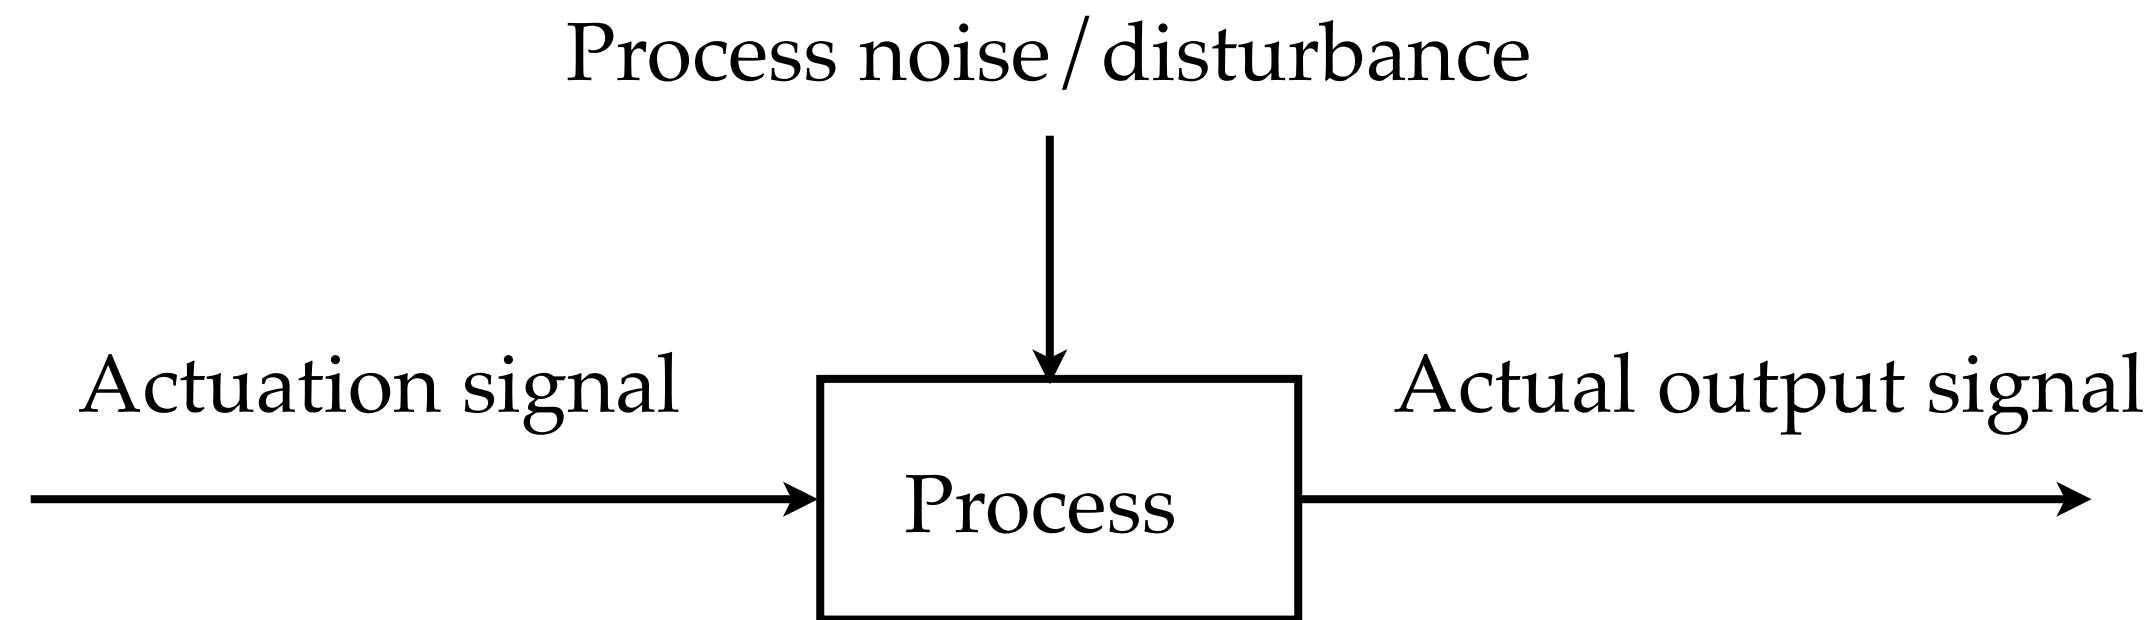 Process noise/disturbance
Actuation signal
Actual output signal
Process